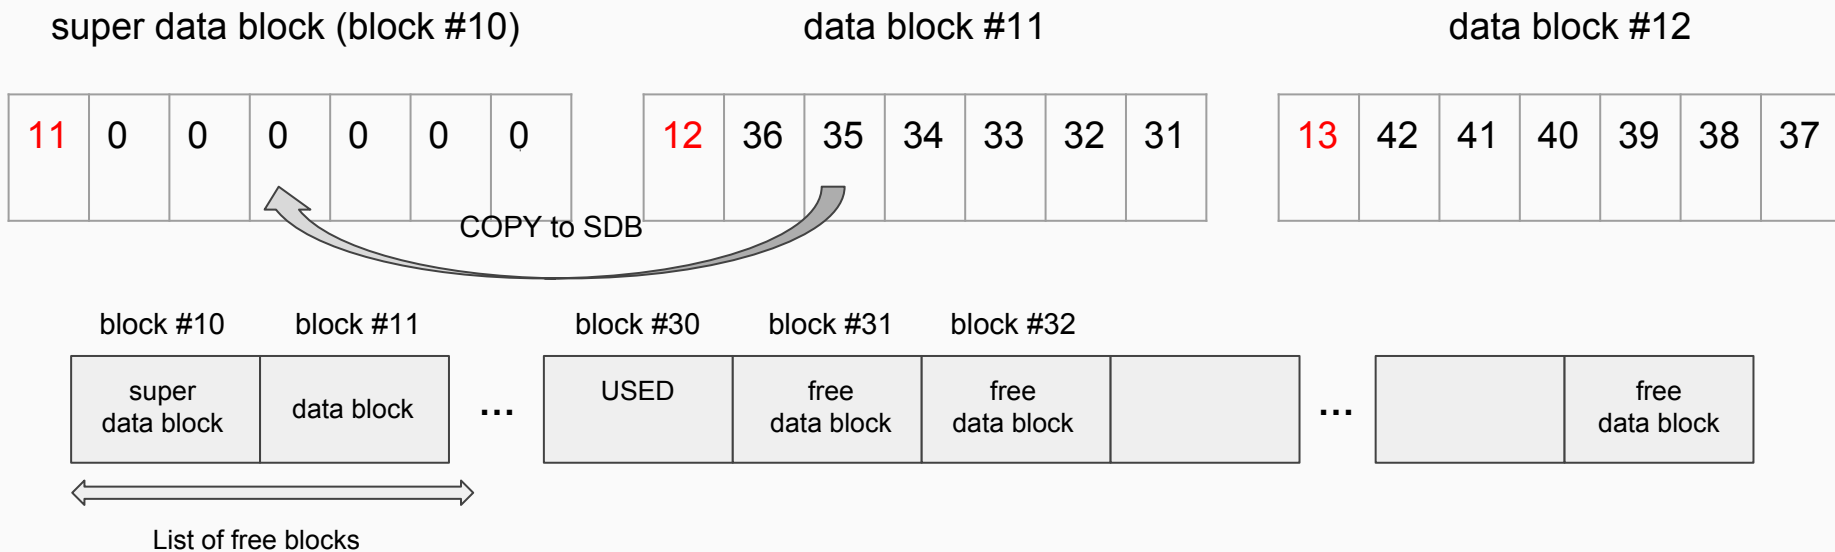 super data block (block #10) data block #11 data block #12
11 0 0 0 0 0 0 12 36 35 34 33 32 31 13 42 41 40 39 38 37
COPY to SDB
block #10 block #11 block #30 block #31 block #32
super data block data block ... USED free data block free data block ... free data block
List of free blocks